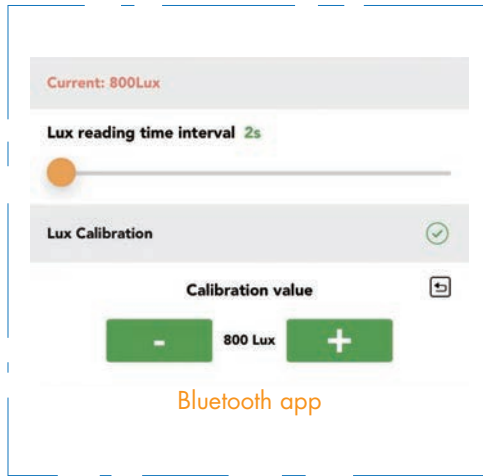 Current: 800Lux
Lux reading time interval 2s
Lux Calibration
Calibration value
- 800 Lux +
Bluetooth app